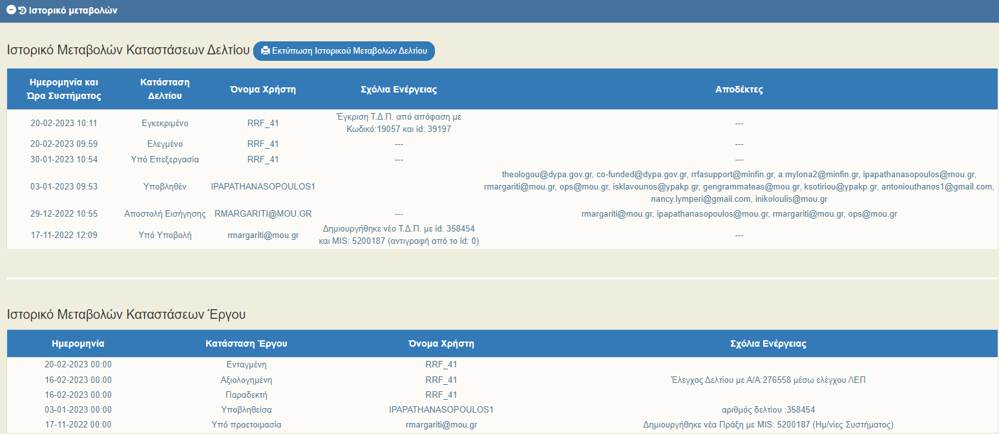 Ιστορικό μεταβολών
Ιστορικό Μεταβολών Καταστάσεων Δελτίου Εκτύπωση Ιστορικού Μεταβολών Δελτίου
Ημερομηνία και Ώρα Συστήματος Κατάσταση Δελτίου Όνομα Χρήστη Σχόλια Ενέργειας Αποδέκτες
20-02-2023 10:11 Εγκεκριμένο RRF_41 Έγκριση Τ.Δ.Π. από απόφαση με Κωδικό:19057 και id: 39197 ---
20-02-2023 09:59 Ελεγμένο RRF_41 --- ---
30-01-2023 10:54 Υπό Επεξεργασία RRF_41 --- ---
03-01-2023 09:53 Υποβληθέν IPAPATHANASOPOULOS1 theologou@dypa.gov.gr, co-funded@dypa.gov.gr, rrfasupport@minfin.gr, a.mylona2@minfin.gr, ipapathanasopoulos@mou.gr,
rmargariti@mou.gr, ops@mou.gr, isklavounos@ypakp.gr, gengrammateas@mou.gr, ksotiriou@ypakp.gr, antoniouthanos1@gmail.com,
nancy.lymperi@gmail.com, inikoloulis@mou.gr
29-12-2022 10:55 Αποστολή Εισήγησης RMARGARITI@MOU.GR --- rmargariti@mou.gr, ipapathanasopoulos@mou.gr, rmargariti@mou.gr, ops@mou.gr
17-11-2022 12:09 Υπό Υποβολή rmargariti@mou.gr Δημιουργήθηκε νέο Τ.Δ.Π. με id: 358454 και MIS: 5200187 (αντιγραφή από το id: 0) ---
Ιστορικό Μεταβολών Καταστάσεων Έργου
Ημερομηνία Κατάσταση Έργου Όνομα Χρήστη Σχόλια Ενέργειας
20-02-2023 00:00 Ενταγμένη RRF_41
16-02-2023 00:00 Αξιολογημένη RRF_41 Έλεγχος Δελτίου με Α/Α:276558 μέσω ελέγχου ΛΕΠ
16-02-2023 00:00 Παραδεκτή RRF_41
03-01-2023 00:00 Υποβληθείσα IPAPATHANASOPOULOS1 αριθμός δελτίου :358454
17-11-2022 00:00 Υπό προετοιμασία rmargariti@mou.gr Δημιουργήθηκε νέα Πράξη με MIS: 5200187 (Ημ/νίες Συστήματος)